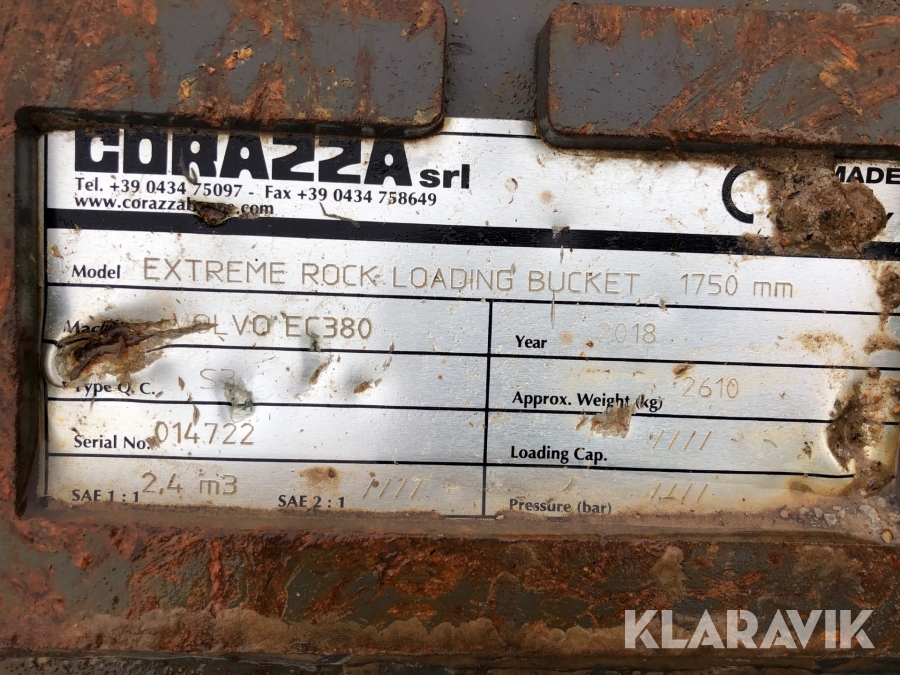 CORAZZA srl
Tel. +39 0434 75097 - Fax +39 0434 758649
MADE
Model EXTREME ROCK LOADING BUCKET 1750 mm
VOLVO EC380
Year 2018
Type Q.C. S3
Approx. Weight (kg) 2610
Serial No. 014722
Loading Cap. ////
SAE 1 : 1 2,4 m3 SAE 2 : 1 ////
Pressure (bar) ////
KLARAVIK